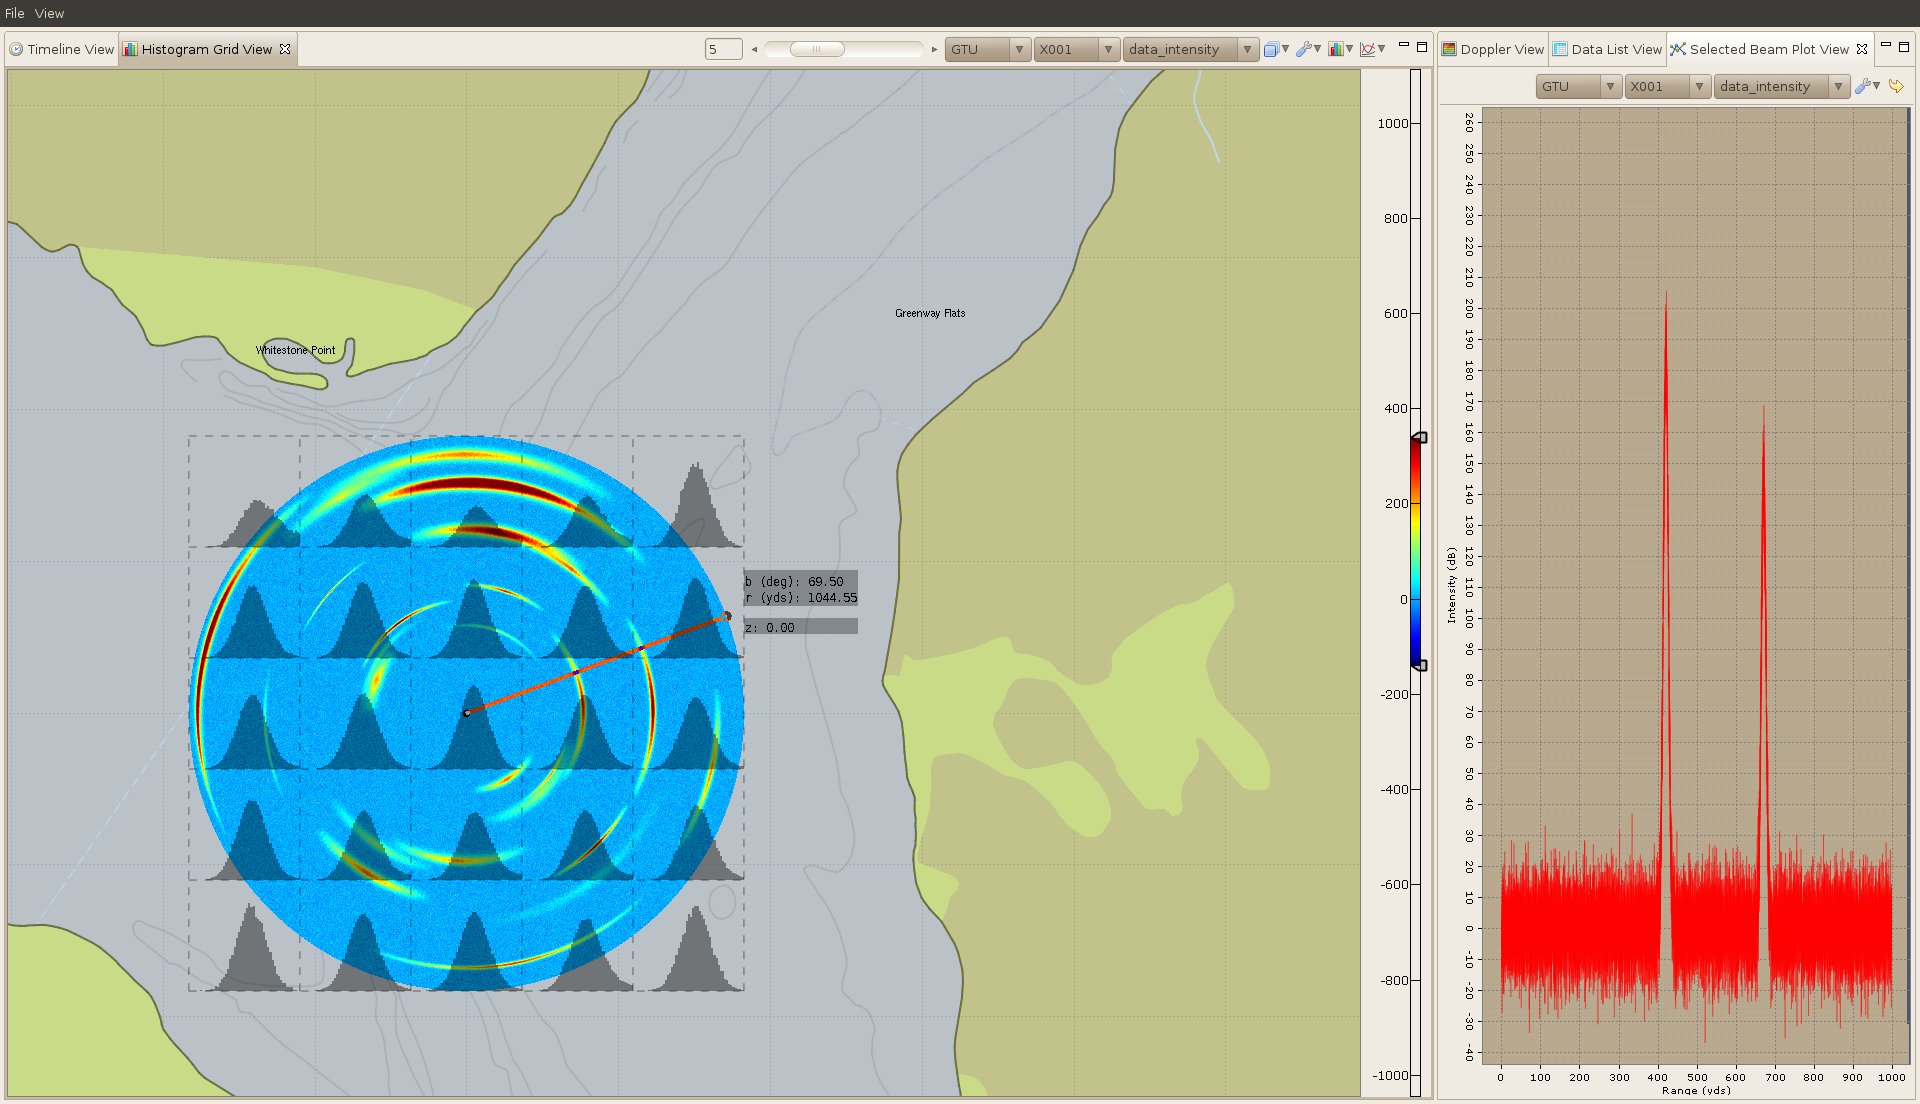 File View
Timeline View
Histogram Grid View
5
GTU
X001
data_intensity
Doppler View
Data List View
Selected Beam Plot View
GTU
X001
data_intensity
Greenway Flats
Whitestone Point
b (deg): 69.50
r (yds): 1044.55
z: 0.00
1000
800
600
400
200
0
-200
-400
-600
-800
-1000
260
250
240
230
220
210
200
190
180
170
160
150
140
130
120
110
100
90
80
70
60
50
40
30
20
10
0
-10
-20
-30
-40
Intensity (db)
0 100 200 300 400 500 600 700 800 900 1000
Range (yds)